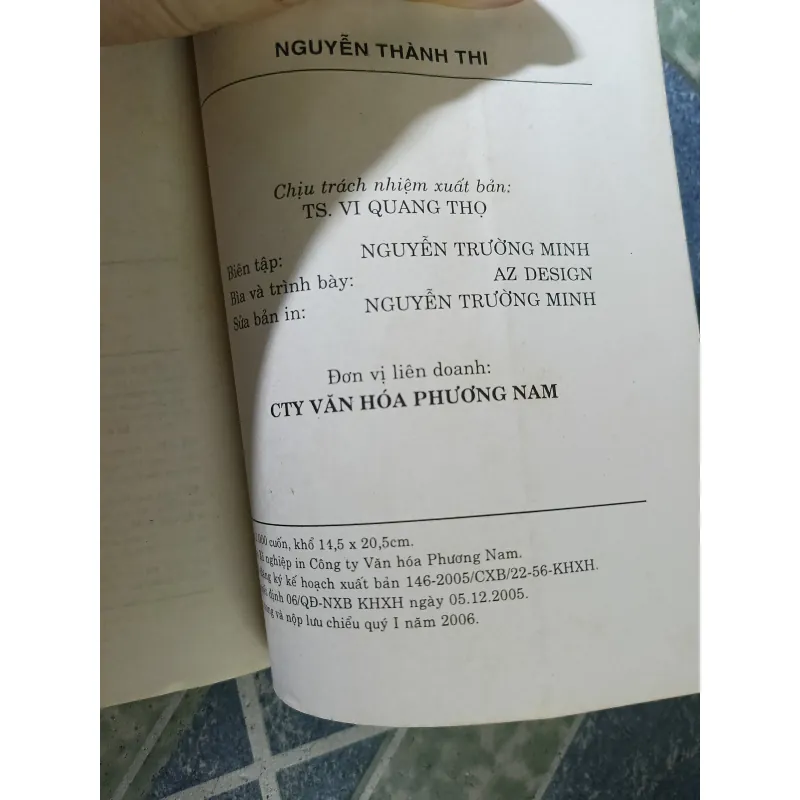 NGUYỄN THÀNH THI
Chịu trách nhiệm xuất bản:
TS. VI QUANG THỌ
Biên tập: NGUYỄN TRƯỜNG MINH
Bìa và trình bày: AZ DESIGN
Sửa bản in: NGUYỄN TRƯỜNG MINH
Đơn vị liên doanh:
CTY VĂN HÓA PHƯƠNG NAM
cuốn, khổ 14,5 x 20,5cm.
nghiệp in Công ty Văn hóa Phương Nam.
ký kế hoạch xuất bản 146-2005/CXB/22-56-KHXH.
định 06/QĐ-NXB KHXH ngày 05.12.2005.
và nộp lưu chiểu quý I năm 2006.